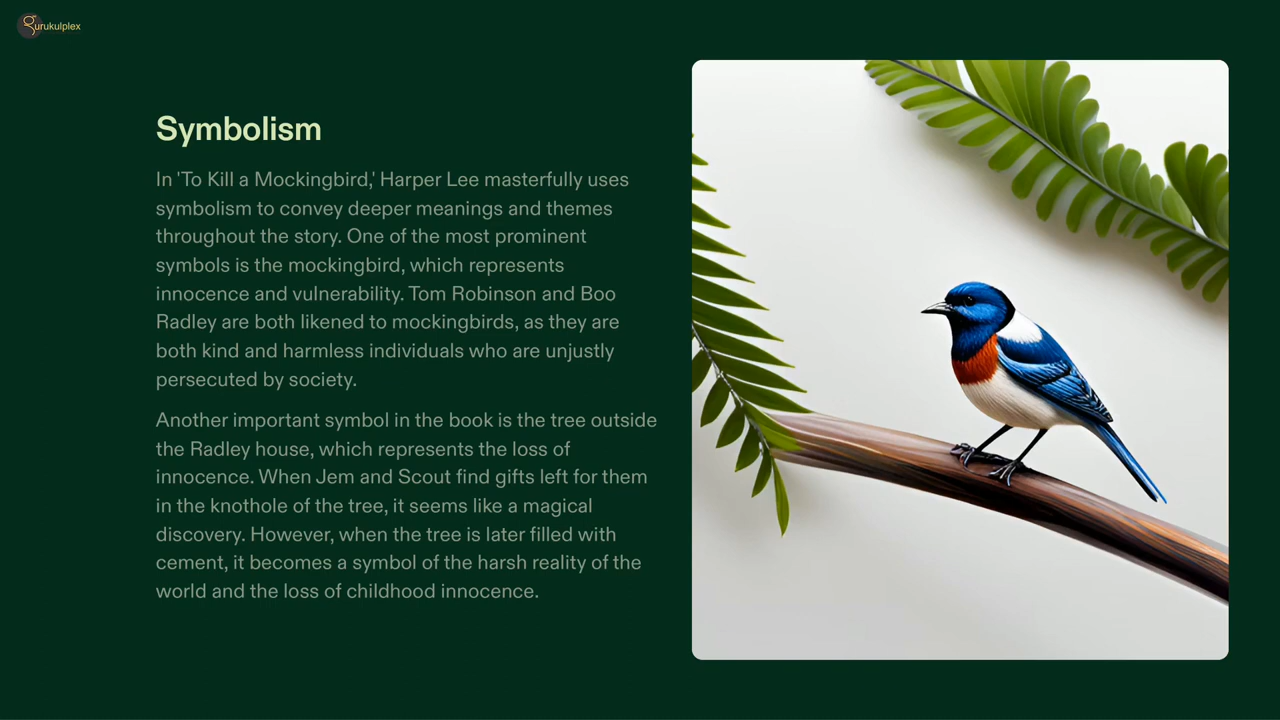 gurukulplex
Symbolism
In 'To Kill a Mockingbird,' Harper Lee masterfully uses
symbolism to convey deeper meanings and themes
throughout the story. One of the most prominent
symbols is the mockingbird, which represents
innocence and vulnerability. Tom Robinson and Boo
Radley are both likened to mockingbirds, as they are
both kind and harmless individuals who are unjustly
persecuted by society.
Another important symbol in the book is the tree outside
the Radley house, which represents the loss of
innocence. When Jem and Scout find gifts left for them
in the knothole of the tree, it seems like a magical
discovery. However, when the tree is later filled with
cement, it becomes a symbol of the harsh reality of the
world and the loss of childhood innocence.